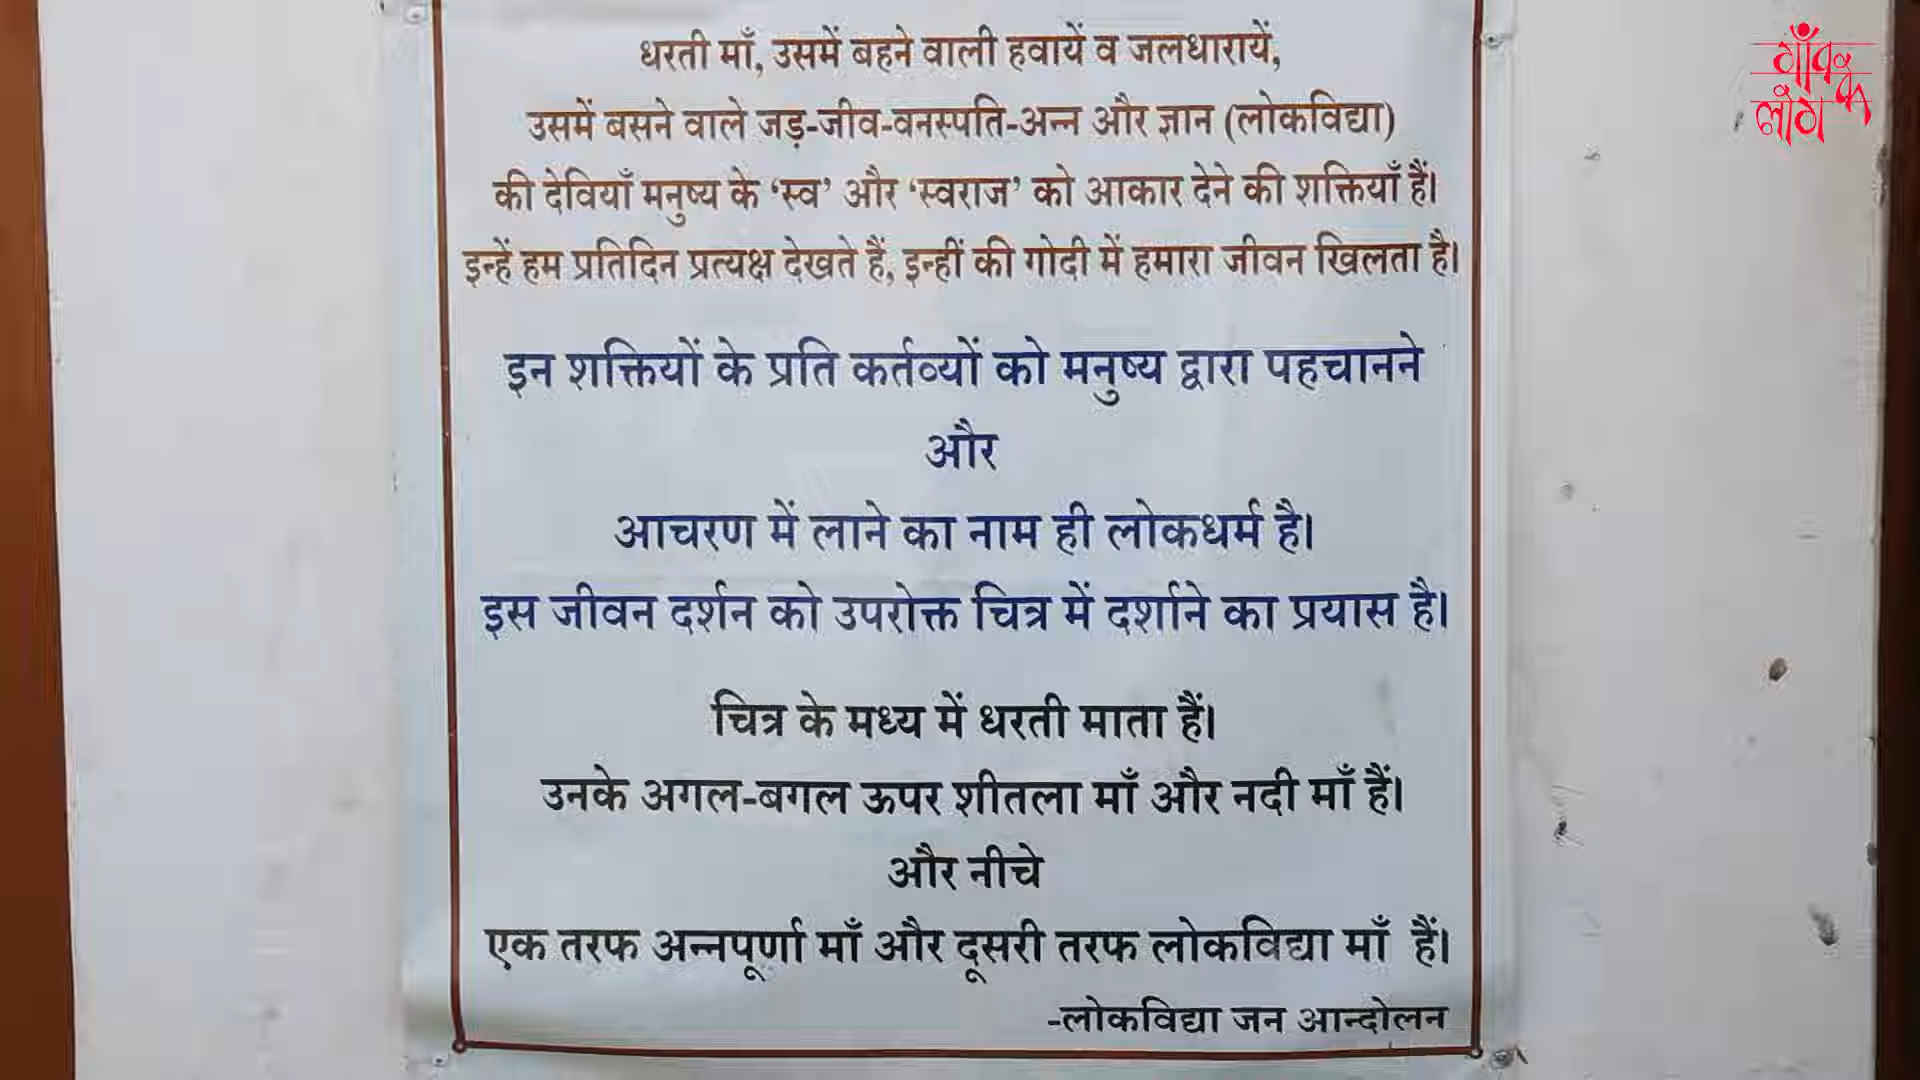 धरती माँ, उसमें बहने वाली हवायें व जलधारायें,
उसमें बसने वाले जड़-जीव-वनस्पति-अन्न और ज्ञान (लोकविद्या)
की देवियाँ मनुष्य के ‘स्व’ और ‘स्वराज’ को आकार देने की शक्तियाँ हैं।
इन्हें हम प्रतिदिन प्रत्यक्ष देखते हैं, इन्हीं की गोदी में हमारा जीवन खिलता है।
इन शक्तियों के प्रति कर्तव्यों को मनुष्य द्वारा पहचानने
और
आचरण में लाने का नाम ही लोकधर्म है।
इस जीवन दर्शन को उपरोक्त चित्र में दर्शाने का प्रयास है।
चित्र के मध्य में धरती माता हैं।
उनके अगल-बगल ऊपर शीतला माँ और नदी माँ हैं।
और नीचे
एक तरफ अन्नपूर्णा माँ और दूसरी तरफ लोकविद्या माँ हैं।
-लोकविद्या जन आन्दोलन
गाँव के
लोग